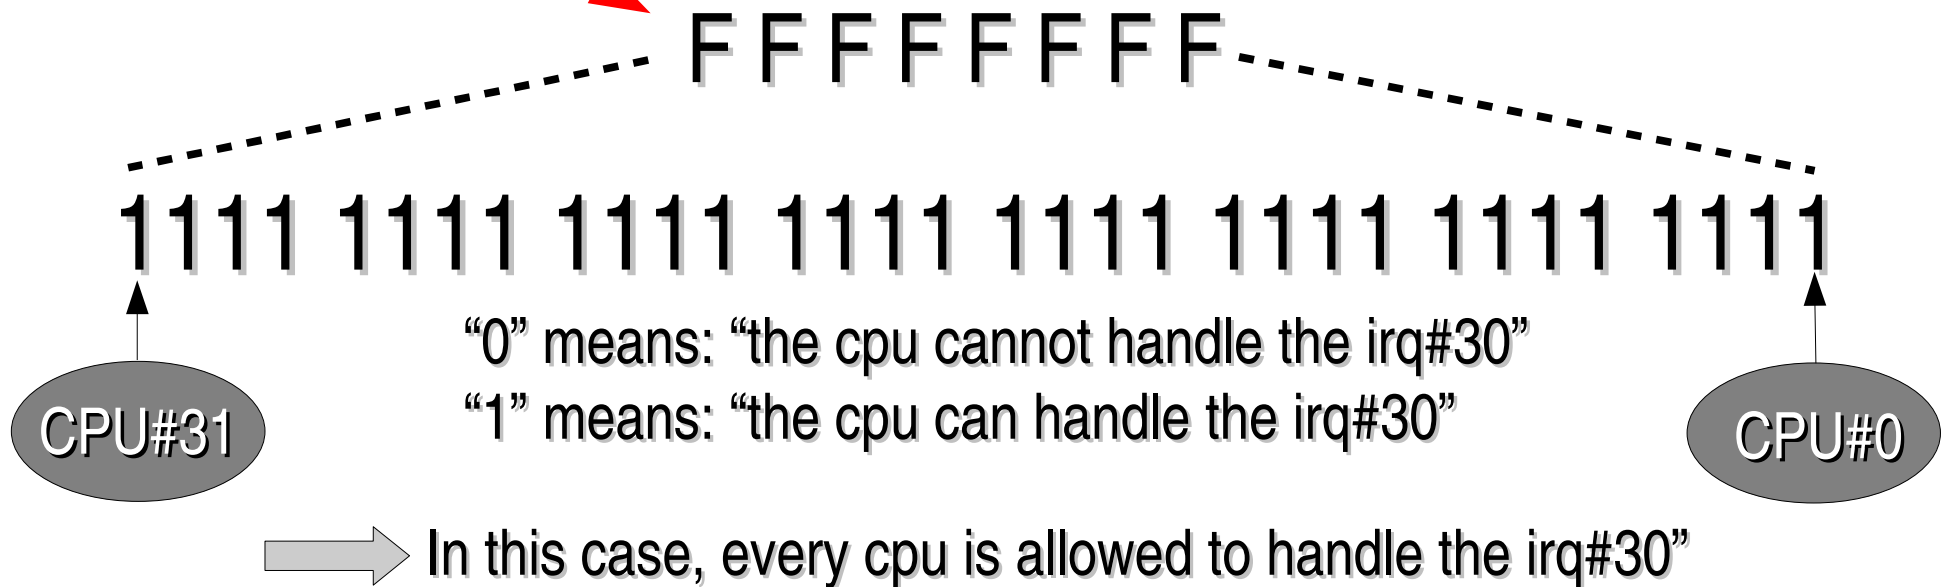 F F F F F F F F
1111 1111 1111 1111 1111 1111 1111 1111
“0” means: “the cpu cannot handle the irq#30”
“1” means: “the cpu can handle the irq#30”
CPU#31
CPU#0
In this case, every cpu is allowed to handle the irq#30”